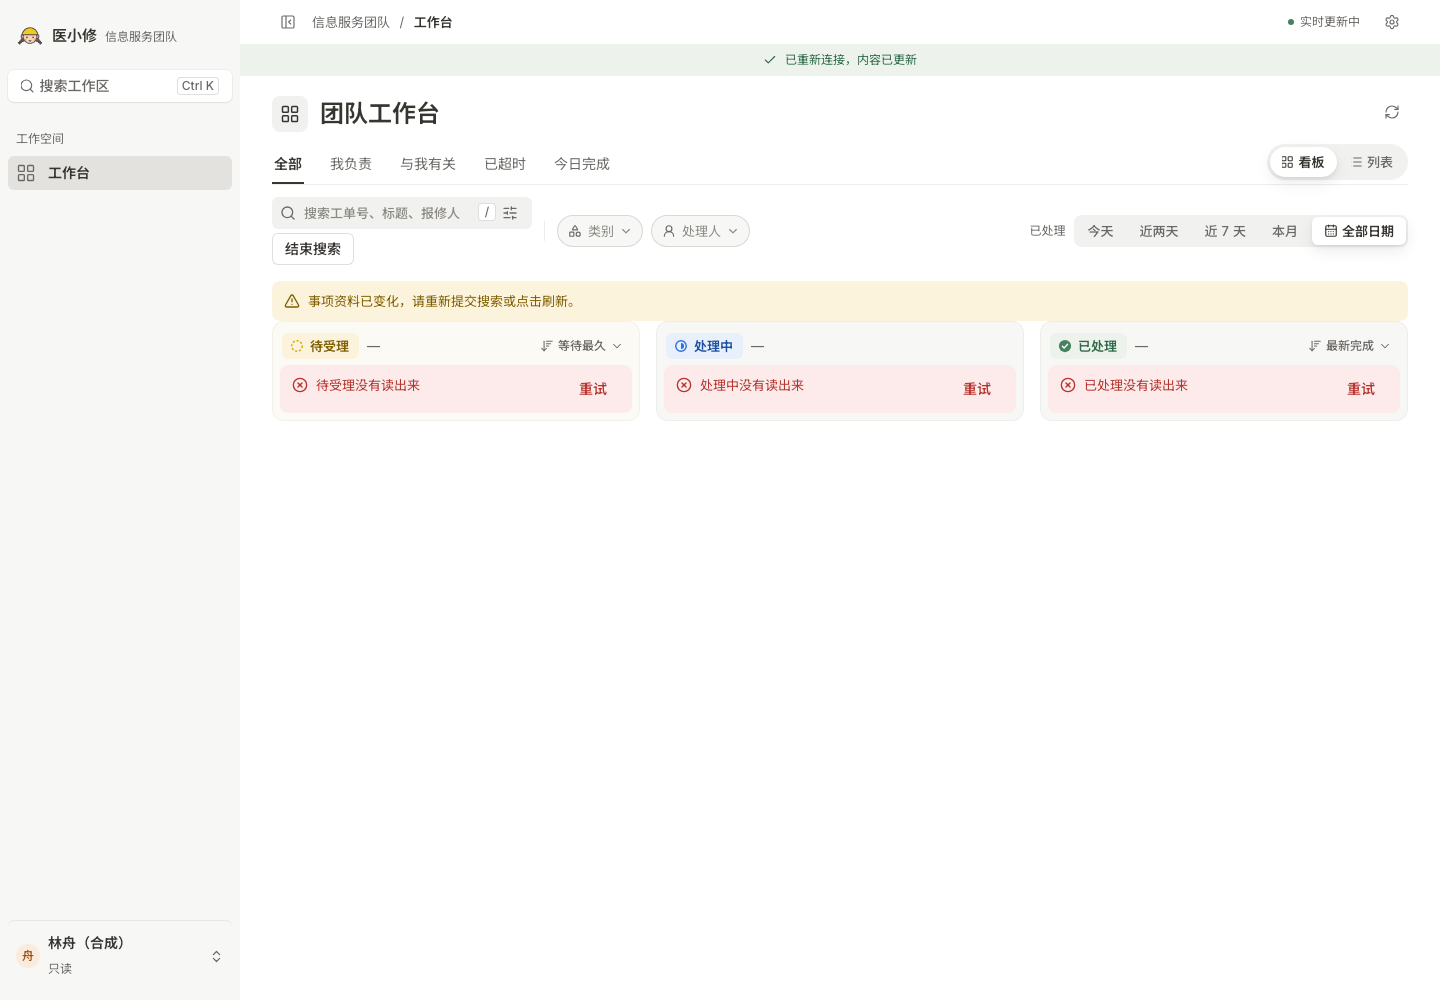 医小修 信息服务团队
搜索工作区 Ctrl K
工作空间
工作台
林舟（合成）
舟
只读
信息服务团队 / 工作台
实时更新中
已重新连接，内容已更新
团队工作台
全部 我负责 与我有关 已超时 今日完成
看板 列表
搜索工单号、标题、报修人 /
结束搜索
类别 处理人
已处理 今天 近两天 近 7 天 本月 全部日期
事项资料已变化，请重新提交搜索或点击刷新。
待受理 — 等待最久
待受理没有读出来 重试
处理中 —
处理中没有读出来 重试
已处理 — 最新完成
已处理没有读出来 重试